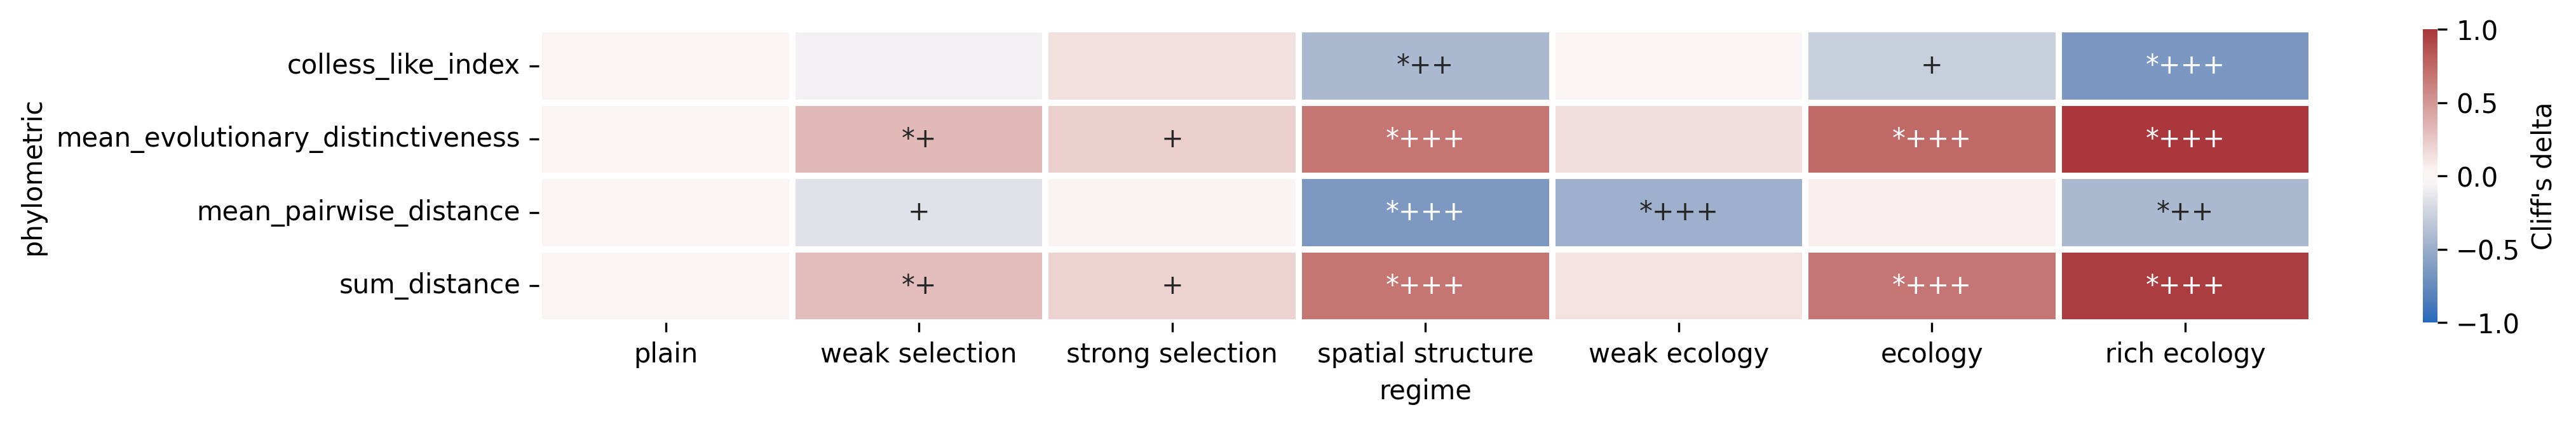 phylometric
colless_like_index
*++
+
*+++
mean_evolutionary_distinctiveness
*+
+
*+++
*+++
*+++
mean_pairwise_distance
+
*+++
*+++
*++
sum_distance
*+
+
*+++
*+++
*+++
plain
weak selection
strong selection
spatial structure
weak ecology
ecology
rich ecology
regime
1.0
0.5
0.0
−0.5
−1.0
Cliff's delta